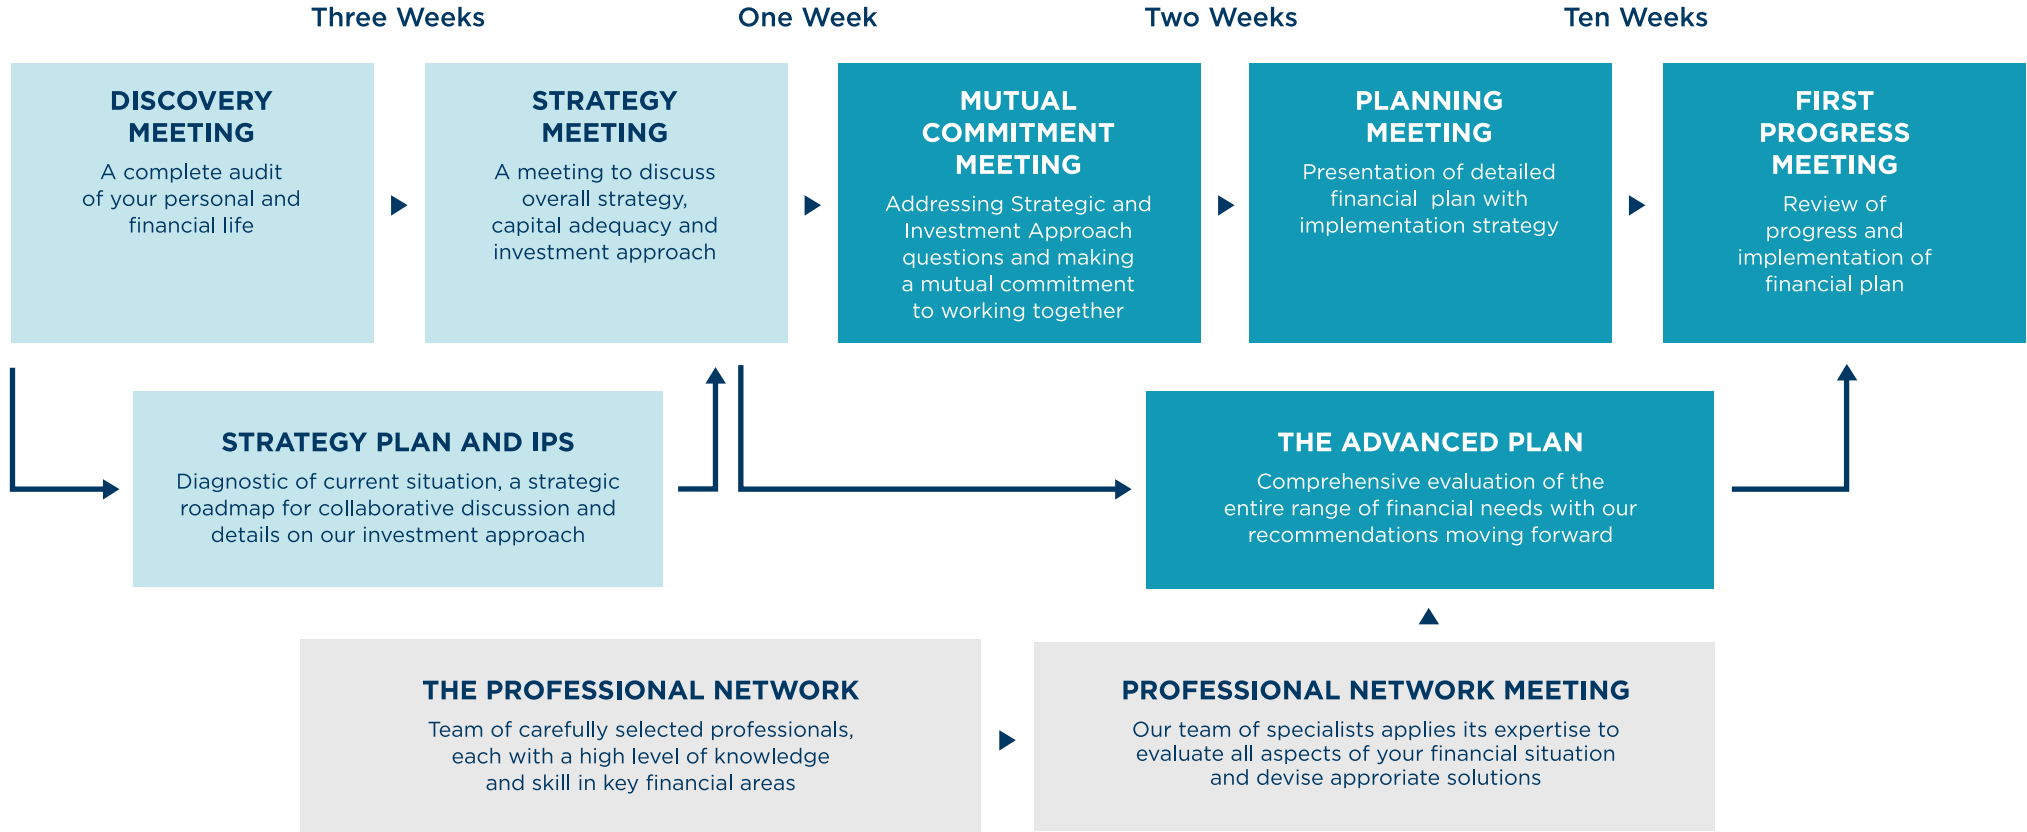 Three Weeks
One Week
Two Weeks
Ten Weeks
DISCOVERY
MEETING
A complete audit
of your personal and
financial life
STRATEGY
MEETING
A meeting to discuss
overall strategy,
capital adequacy and
investment approach
MUTUAL
COMMITMENT
MEETING
Addressing Strategic and
Investment Approach
questions and making
a mutual commitment
to working together
PLANNING
MEETING
Presentation of detailed
financial plan with
implementation strategy
FIRST
PROGRESS
MEETING
Review of
progress and
implementation of
financial plan
STRATEGY PLAN AND IPS
Diagnostic of current situation, a strategic
roadmap for collaborative discussion and
details on our investment approach
THE ADVANCED PLAN
Comprehensive evaluation of the
entire range of financial needs with our
recommendations moving forward
THE PROFESSIONAL NETWORK
Team of carefully selected professionals,
each with a high level of knowledge
and skill in key financial areas
PROFESSIONAL NETWORK MEETING
Our team of specialists applies its expertise to
evaluate all aspects of your financial situation
and devise approriate solutions